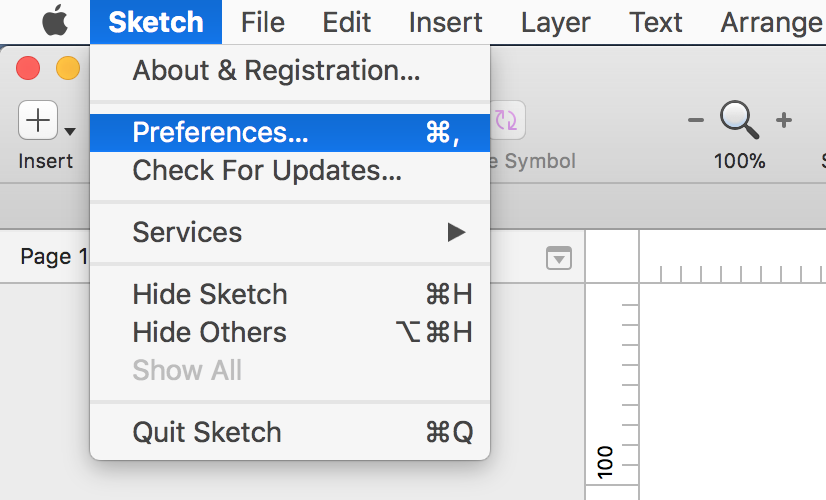 Sketch File Edit Insert Layer Text Arrange
About & Registration...
Preferences... ⌘,
Insert
e Symbol
100%
Check For Updates...
Services
Page 1
Hide Sketch ⌘H
Hide Others ⌥⌘H
Show All
Quit Sketch ⌘Q
100